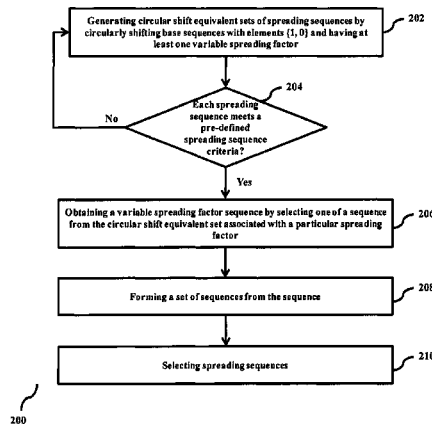 Generating circular shift equivalent sets of spreading sequences by
circularly shifting base sequences with elements {1, 0} and having at
least one variable spreading factor
202
204
Each spreading
sequence meets a
pre-defined
spreading sequence
criteria?
No
Yes
Obtaining a variable spreading factor sequence by selecting one of a sequence
from the circular shift equivalent set associated with a particular spreading
factor
206
Forming a set of sequences from the sequence
208
Selecting spreading sequences
210
200